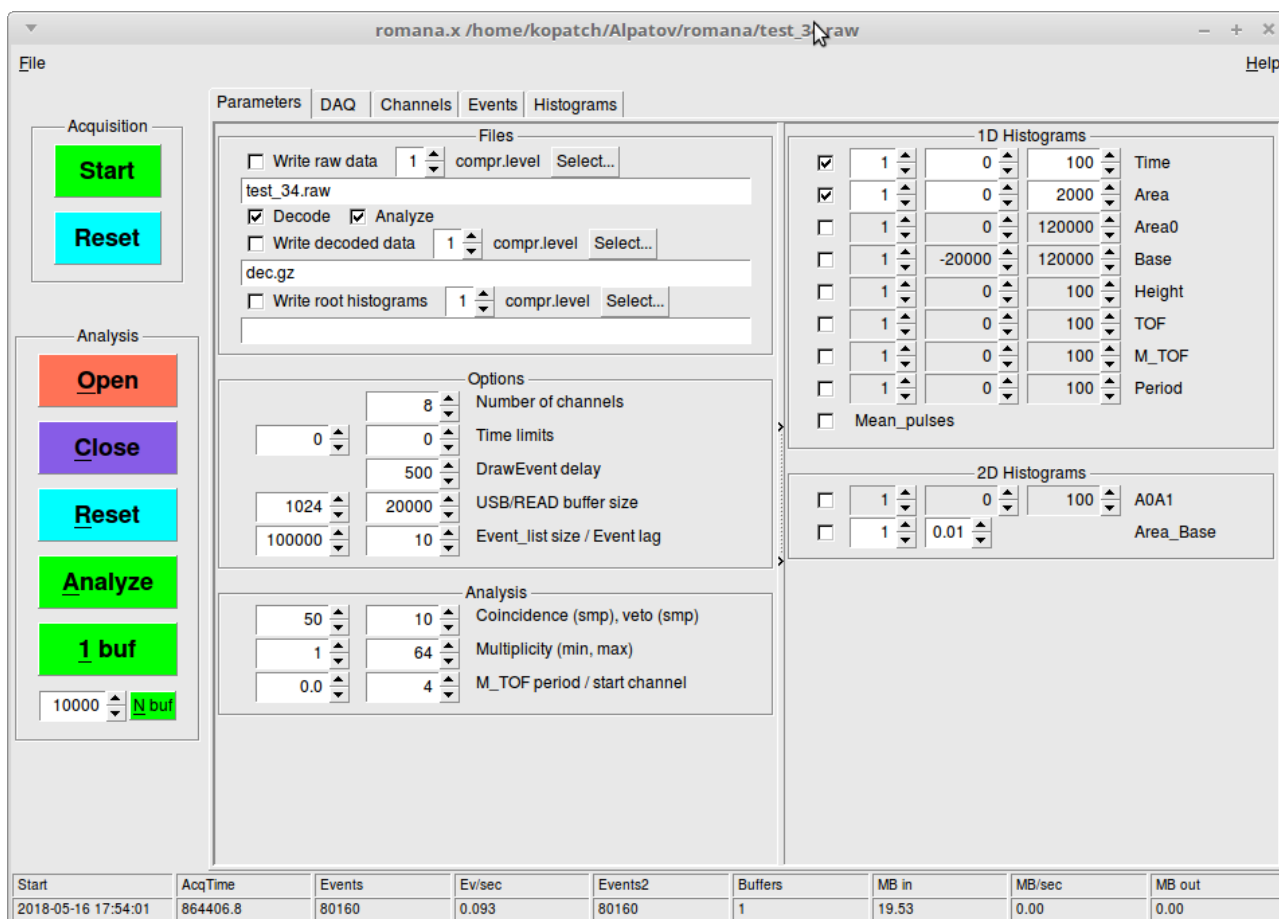 romana.x /home/kopatch/Alpatov/romana/test_34.raw
File Help
Parameters DAQ Channels Events Histograms
Acquisition
Start
Reset
Analysis
Open
Close
Reset
Analyze
1 buf
10000 N buf
Files
Write raw data 1 compr.level Select...
test_34.raw
Decode Analyze
Write decoded data 1 compr.level Select...
dec.gz
Write root histograms 1 compr.level Select...
Options
8 Number of channels
0 0 Time limits
500 DrawEvent delay
1024 20000 USB/READ buffer size
100000 10 Event_list size / Event lag
Analysis
50 10 Coincidence (smp), veto (smp)
1 64 Multiplicity (min, max)
0.0 4 M_TOF period / start channel
1D Histograms
1 0 100 Time
1 0 2000 Area
1 0 120000 Area0
1 -20000 120000 Base
1 0 100 Height
1 0 100 TOF
1 0 100 M_TOF
1 0 100 Period
Mean_pulses
2D Histograms
1 0 100 A0A1
1 0.01 Area_Base
Start AcqTime Events Ev/sec Events2 Buffers MB in MB/sec MB out
2018-05-16 17:54:01 864406.8 80160 0.093 80160 1 19.53 0.00 0.00